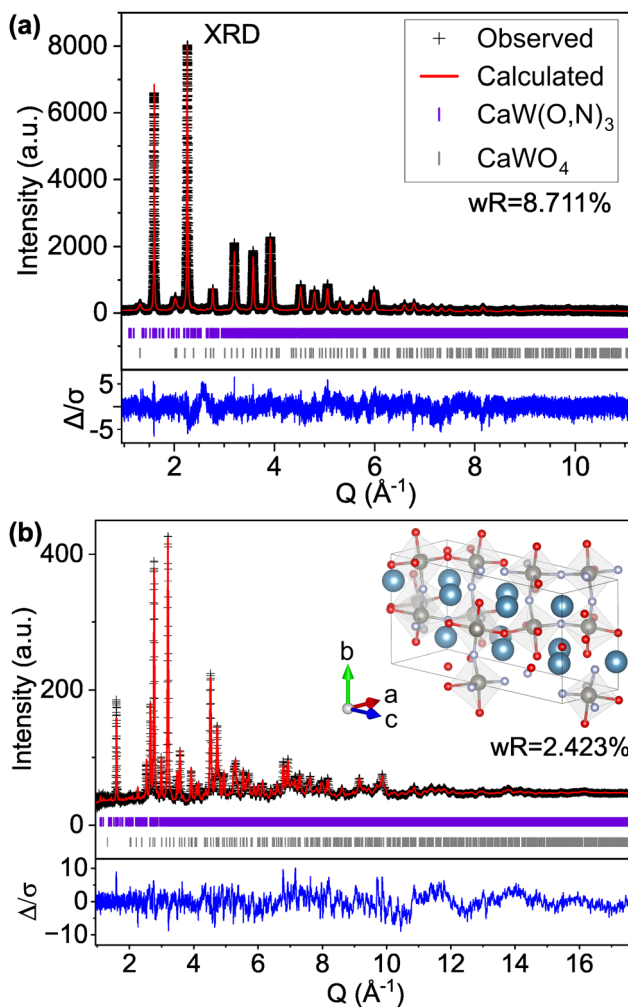 (a)
XRD
Observed
Calculated
CaW(O,N)₃
CaWO₄
wR=8.711%
Intensity (a.u.)
8000
6000
4000
2000
0
Δ/σ
5
-5
2 4 6 8 10
Q (Å⁻¹)
(b)
Intensity (a.u.)
400
200
0
b
a
c
wR=2.423%
Δ/σ
10
0
−10
2 4 6 8 10 12 14 16
Q (Å⁻¹)